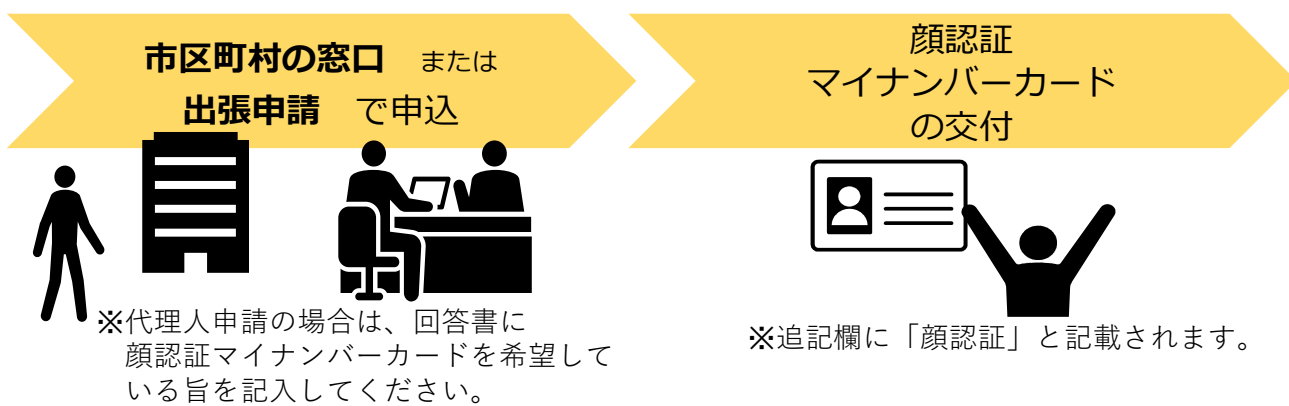 市区町村の窓口 または
出張申請 で申込
※代理人申請の場合は、回答書に
顔認証マイナンバーカードを希望して
いる旨を記入してください。
顔認証
マイナンバーカード
の交付
※追記欄に「顔認証」と記載されます。